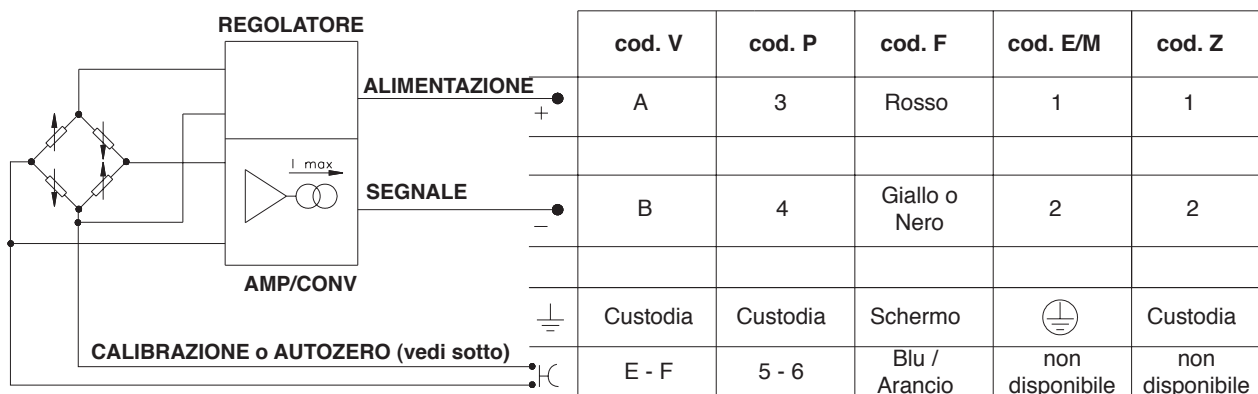 REGOLATORE
ALIMENTAZIONE
+
I max
SEGNALE
–
AMP/CONV
CALIBRAZIONE o AUTOZERO (vedi sotto)
cod. V cod. P cod. F cod. E/M cod. Z
A 3 Rosso 1 1
B 4 Giallo o Nero 2 2
Custodia Custodia Schermo Custodia
E - F 5 - 6 Blu / Arancio non disponibile non disponibile